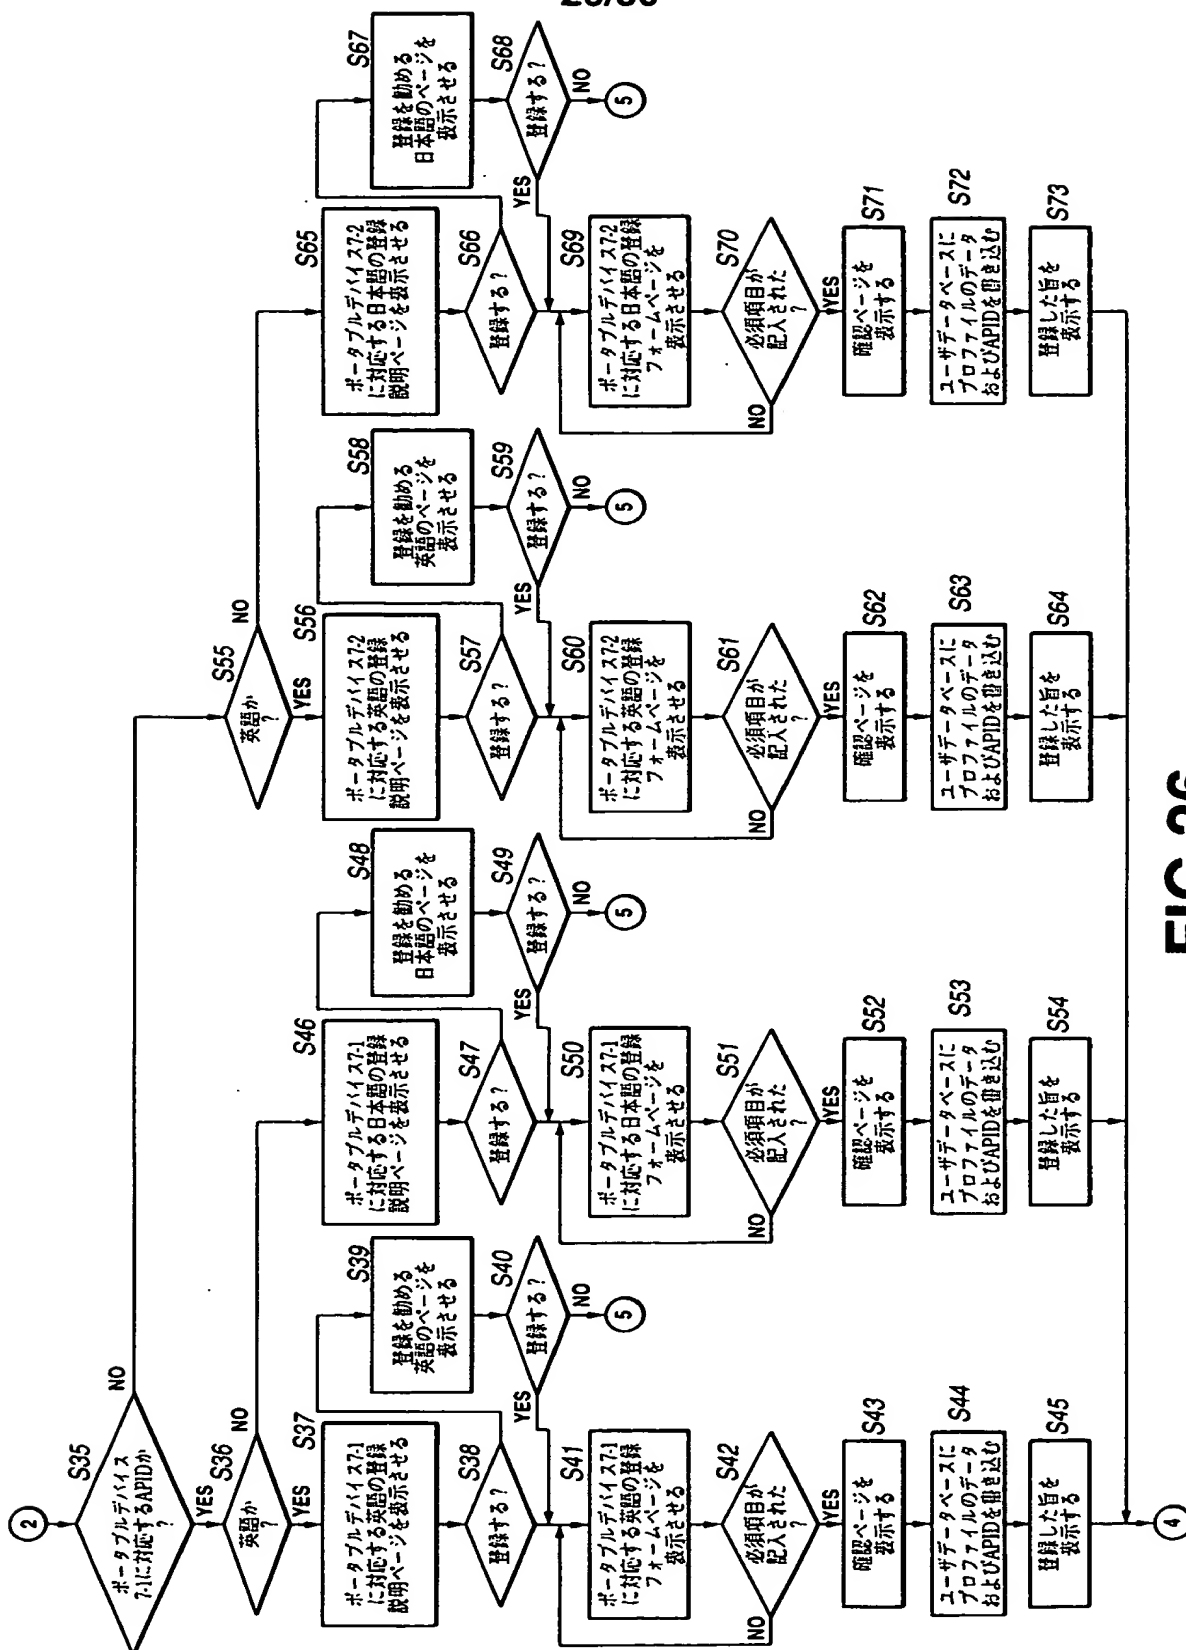 2
S35
ポータブルデバイス
7-1に対応するAPIDか
?
NO
YES
S36
英語か
?
NO
YES
S37
ポータブルデバイス7-1
に対応する英語の登録
説明ページを表示させる
S38
登録する?
S39
登録を勧める
英語のページを
表示させる
S40
登録する?
NO
5
YES
S41
ポータブルデバイス7-1
に対応する英語の登録
フォームページを
表示させる
S42
必須項目が
記入された
?
NO
YES
S43
確認ページを
表示する
S44
ユーザデータベースに
プロファイルのデータ
およびAPIDを書き込む
S45
登録した旨を
表示する
S46
ポータブルデバイス7-1
に対応する日本語の登録
説明ページを表示させる
S47
登録する?
S48
登録を勧める
日本語のページを
表示させる
S49
登録する?
NO
5
YES
S50
ポータブルデバイス7-1
に対応する日本語の登録
フォームページを
表示させる
S51
必須項目が
記入された
?
NO
YES
S52
確認ページを
表示する
S53
ユーザデータベースに
プロファイルのデータ
およびAPIDを書き込む
S54
登録した旨を
表示する
S55
英語か
?
NO
YES
S56
ポータブルデバイス7-2
に対応する英語の登録
説明ページを表示させる
S57
登録する?
S58
登録を勧める
英語のページを
表示させる
S59
登録する?
NO
5
YES
S60
ポータブルデバイス7-2
に対応する英語の登録
フォームページを
表示させる
S61
必須項目が
記入された
?
NO
YES
S62
確認ページを
表示する
S63
ユーザデータベースに
プロファイルのデータ
およびAPIDを書き込む
S64
登録した旨を
表示する
S65
ポータブルデバイス7-2
に対応する日本語の登録
説明ページを表示させる
S66
登録する?
S67
登録を勧める
日本語のページを
表示させる
S68
登録する?
NO
5
YES
S69
ポータブルデバイス7-2
に対応する日本語の登録
フォームページを
表示させる
S70
必須項目が
記入された
?
NO
YES
S71
確認ページを
表示する
S72
ユーザデータベースに
プロファイルのデータ
およびAPIDを書き込む
S73
登録した旨を
表示する
4